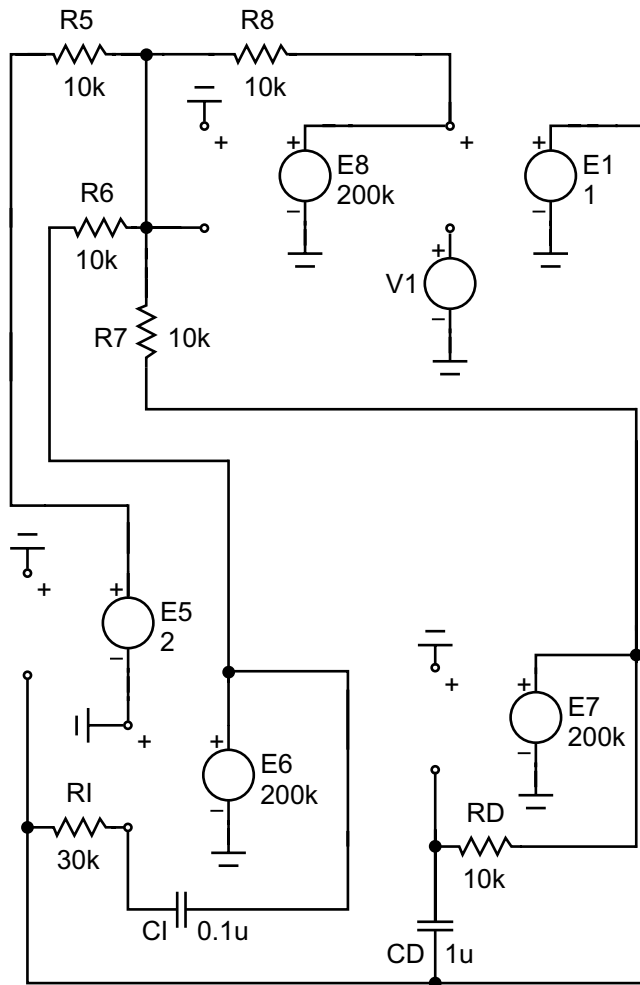 R5
10k
R8
10k
+
+
E8
200k
−
+
+
E1
1
−
R6
10k
V1
+
−
R7
10k
+
+
E5
2
−
+
+
E6
200k
−
+
+
E7
200k
−
RI
30k
RD
10k
CI
0.1u
CD
1u